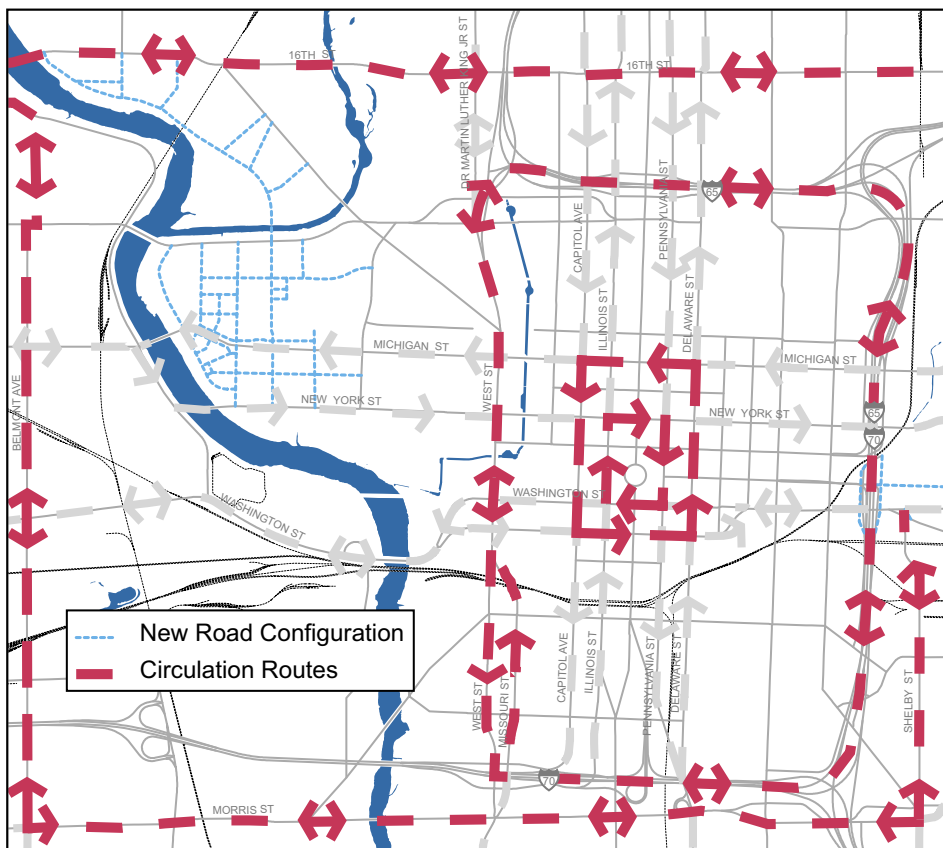 16TH ST
16TH ST
DR MARTIN LUTHER KING JR ST
65
CAPITOL AVE
ILLINOIS ST
PENNSYLVANIA ST
DELAWARE ST
MICHIGAN ST
MICHIGAN ST
BELMONT AVE
WEST ST
NEW YORK ST
NEW YORK ST
65
70
WASHINGTON ST
WASHINGTON ST
New Road Configuration
Circulation Routes
WEST ST
MISSOURI ST
CAPITOL AVE
ILLINOIS ST
PENNSYLVANIA ST
DELAWARE ST
SHELBY ST
70
MORRIS ST